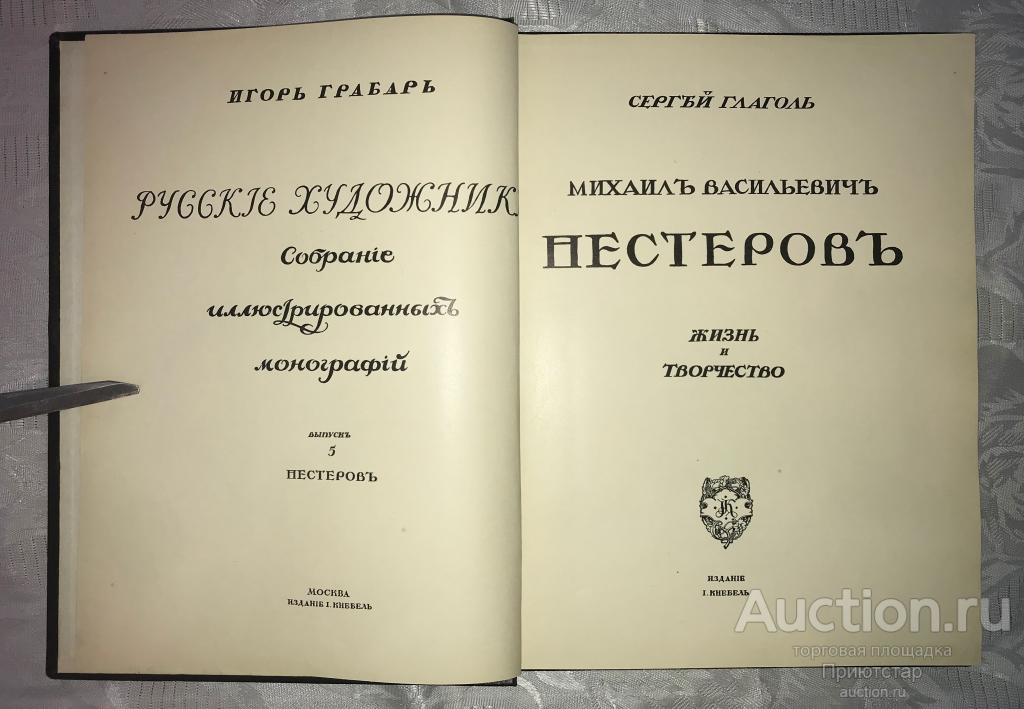 ИГОРЬ ГРАБАРЬ
РУССКІЕ ХУДОЖНИК
Собраніе
иллюстрированныхъ
монографій
ВЫПУСКЪ
5
НЕСТЕРОВЪ
МОСКВА
ИЗДАНІЕ І. КНЕБЕЛЬ
СЕРГѢЙ ГЛАГОЛЬ
МИХАИЛЪ ВАСИЛЬЕВИЧЪ
НЕСТЕРОВЪ
ЖИЗНЬ
И
ТВОРЧЕСТВО
ИЗДАНІЕ
І. КНЕБЕЛЬ
Auction.ru
торговая площадка
Приютстар
auction.ru